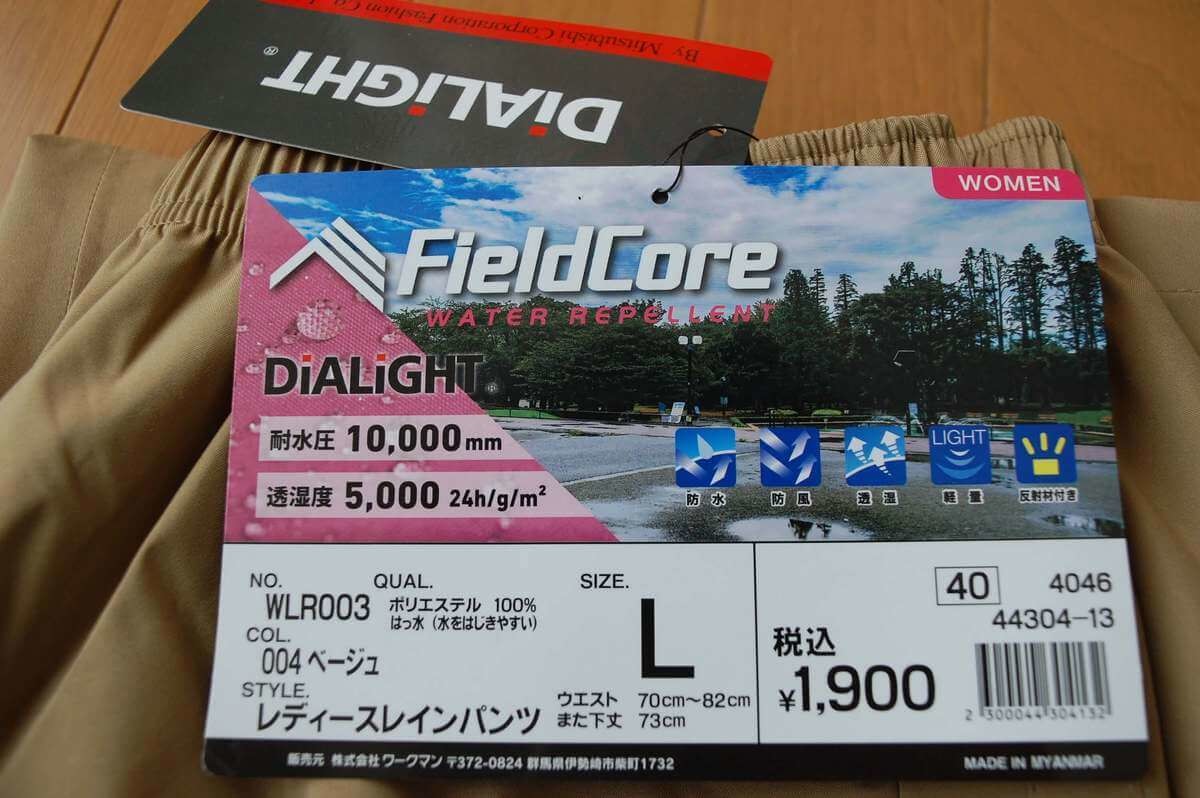 By Mitsubishi Corporation Fashion Co.,
DiALiGHT®
WOMEN
FieldCore
WATER REPELLENT
DiALiGHT®
耐水圧 10,000mm
透湿度 5,000 24h/g/m²
LIGHT
防水 防風 透湿 軽量 反射材付き
NO. QUAL. SIZE.
WLR003 ポリエステル 100% L
はっ水 (水をはじきやすい)
COL.
004 ベージュ
STYLE.
レディースレインパンツ
ウエスト 70cm～82cm
また下丈 73cm
40 4046
44304-13
税込
¥1,900
2 300044 304132
販売元 株式会社 ワークマン 〒372-0824 群馬県伊勢崎市柴町1732
MADE IN MYANMAR